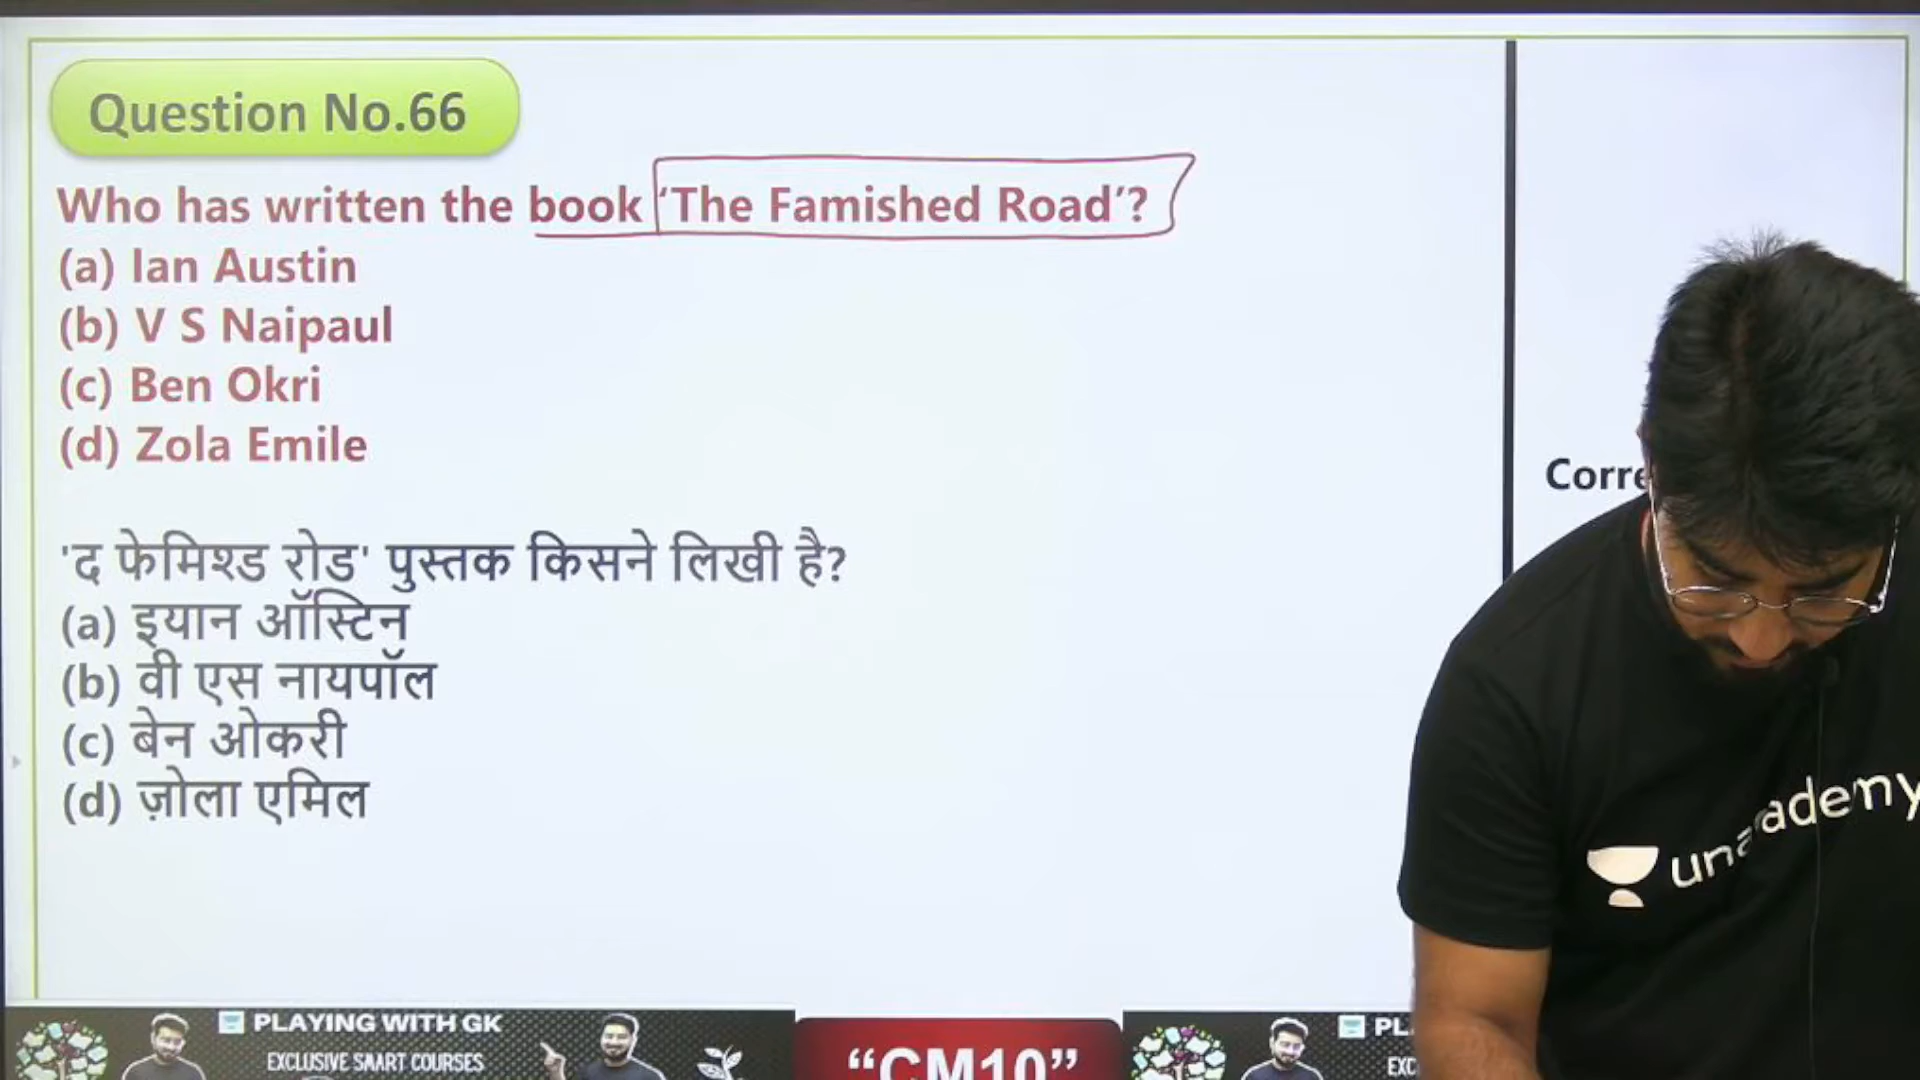 Question No.66
Who has written the book ‘The Famished Road’?
(a) Ian Austin
(b) V S Naipaul
(c) Ben Okri
(d) Zola Emile
'द फेमिश्ड रोड' पुस्तक किसने लिखी है?
(a) इयान ऑस्टिन
(b) वी एस नायपॉल
(c) बेन ओकरी
(d) ज़ोला एमिल
Corre
unacademy
PLAYING WITH GK
EXCLUSIVE SAART COURSES
“CM10”
PL
EXC